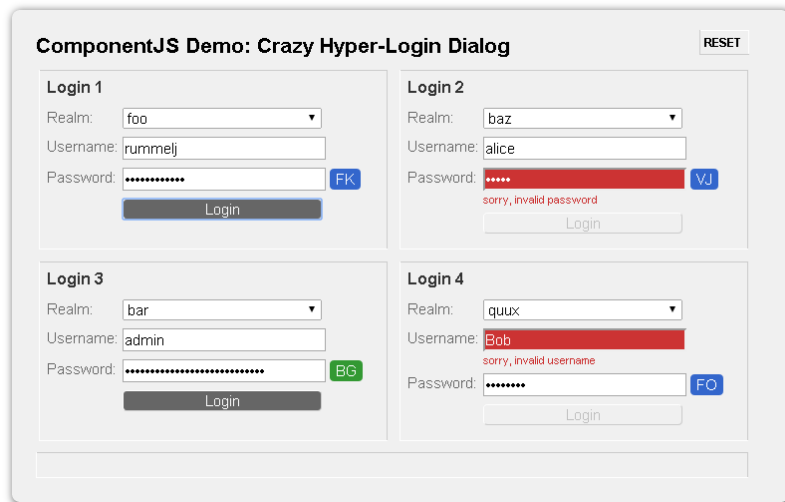 ComponentJS Demo: Crazy Hyper-Login Dialog
RESET
Login 1
Realm: foo
Username: rummelj
Password: •••••••••••• FK
Login
Login 2
Realm: baz
Username: alice
Password: ••••• VJ
sorry, invalid password
Login
Login 3
Realm: bar
Username: admin
Password: •••••••••••••••••••••••••••• BG
Login
Login 4
Realm: quux
Username: Bob
sorry, invalid username
Password: •••••••• FO
Login